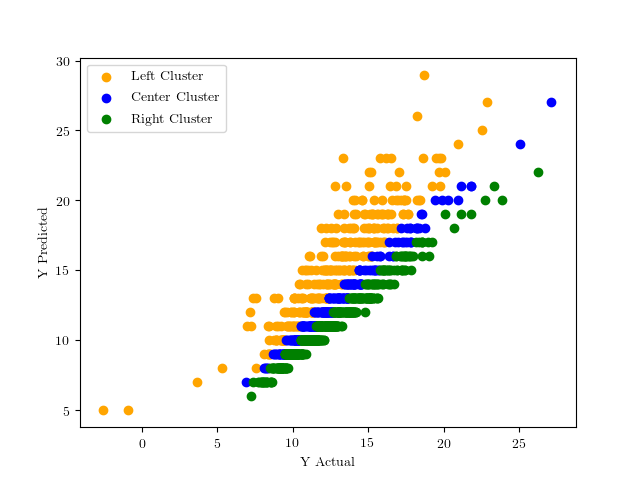 Left Cluster
Center Cluster
Right Cluster
30
25
20
15
10
5
Y Predicted
0 5 10 15 20 25
Y Actual